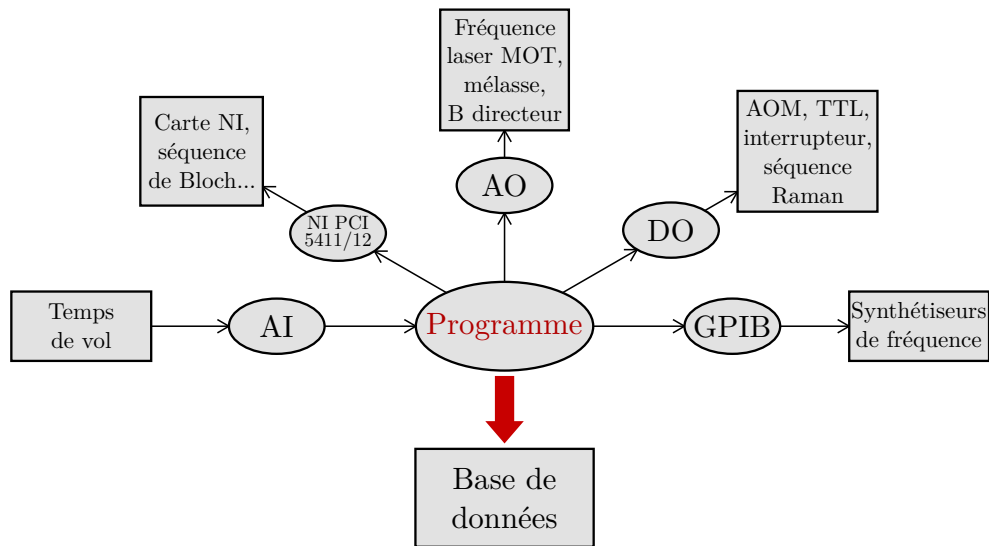 Fréquence
laser MOT,
mélasse,
B directeur
Carte NI,
séquence
de Bloch...
AOM, TTL,
interrupteur,
séquence
Raman
AO
NI PCI
5411/12
DO
Temps
de vol
AI
Programme
GPIB
Synthétiseurs
de fréquence
Base de
données